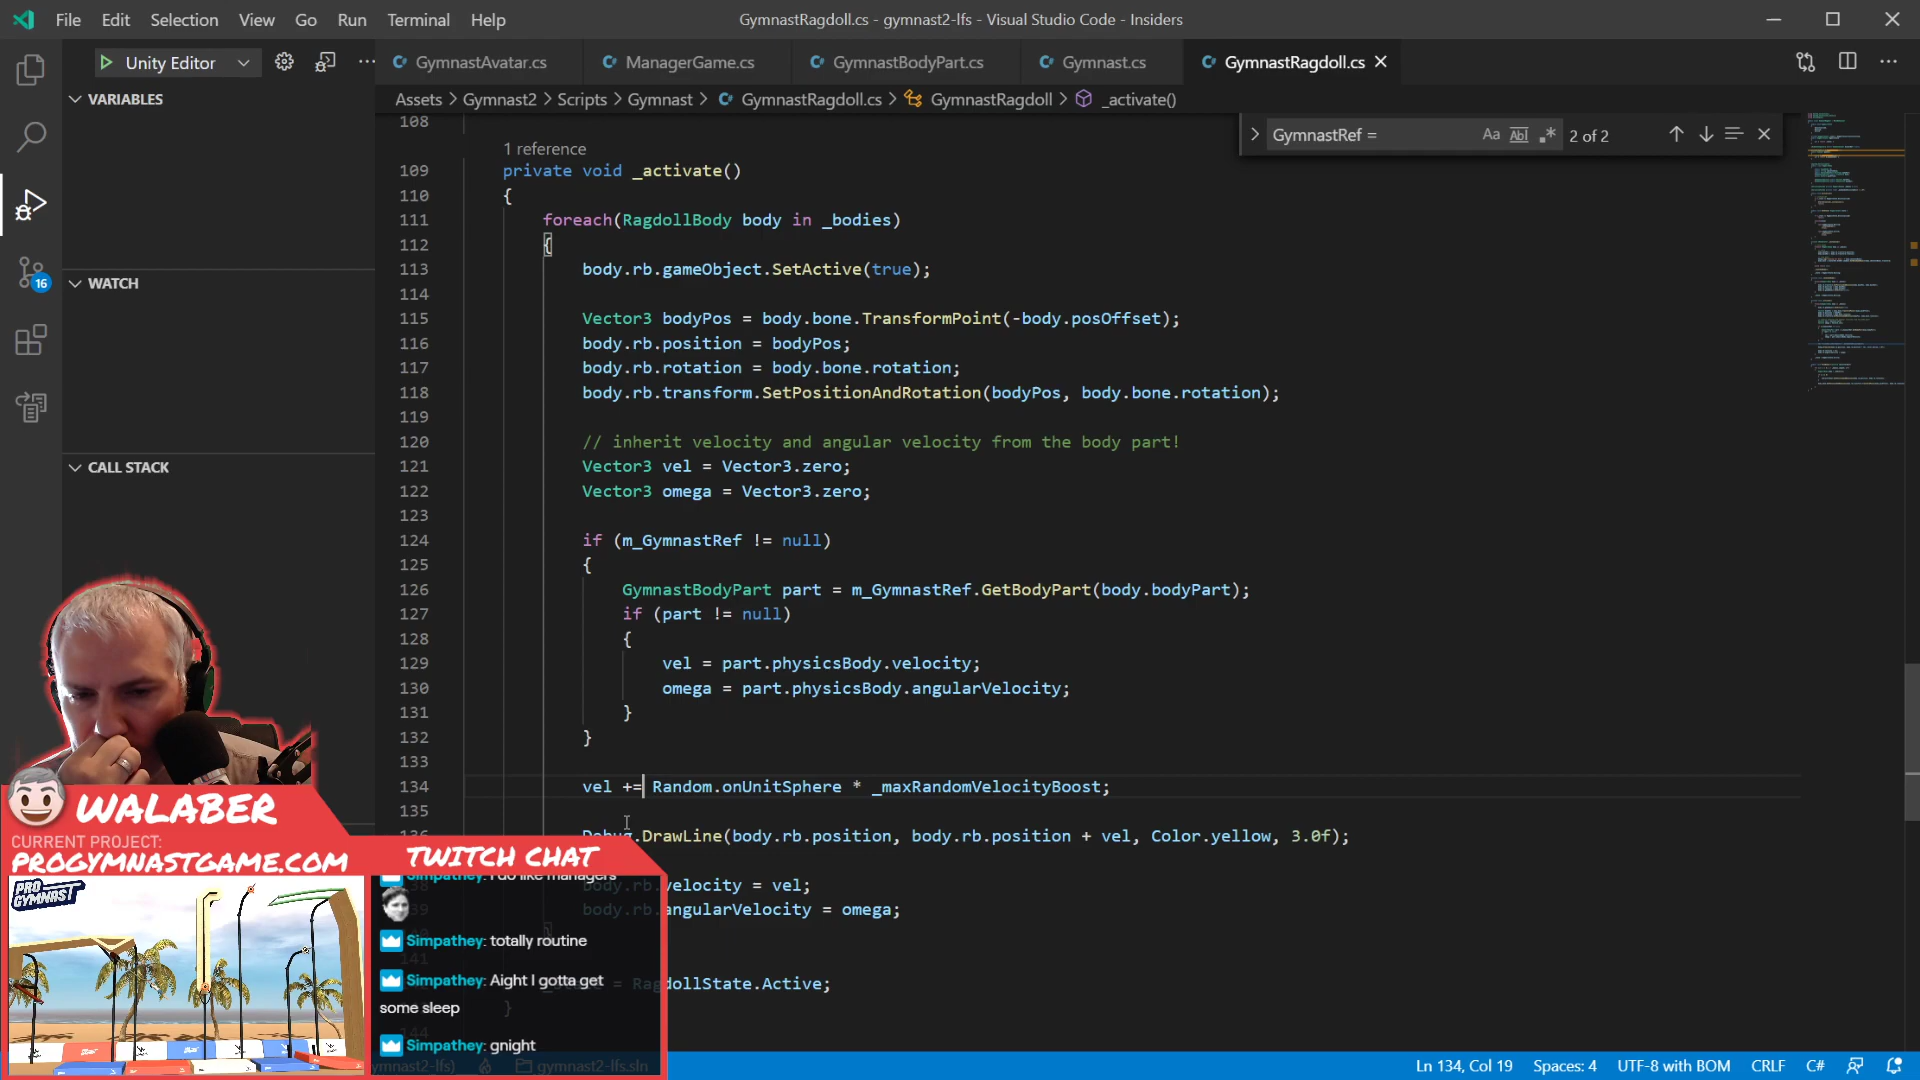 File Edit Selection View Go Run Terminal Help
GymnastRagdoll.cs - gymnast2-lfs - Visual Studio Code - Insiders
Unity Editor
GymnastAvatar.cs
ManagerGame.cs
GymnastBodyPart.cs
Gymnast.cs
GymnastRagdoll.cs
Assets > Gymnast2 > Scripts > Gymnast > GymnastRagdoll.cs > GymnastRagdoll > _activate()
VARIABLES
WATCH
CALL STACK
16
GymnastRef =
Aa
2 of 2
108
1 reference
109 private void _activate()
110 {
111 foreach(RagdollBody body in _bodies)
112 {
113 body.rb.gameObject.SetActive(true);
114
115 Vector3 bodyPos = body.bone.TransformPoint(-body.posOffset);
116 body.rb.position = bodyPos;
117 body.rb.rotation = body.bone.rotation;
118 body.rb.transform.SetPositionAndRotation(bodyPos, body.bone.rotation);
119
120 // inherit velocity and angular velocity from the body part!
121 Vector3 vel = Vector3.zero;
122 Vector3 omega = Vector3.zero;
123
124 if (m_GymnastRef != null)
125 {
126 GymnastBodyPart part = m_GymnastRef.GetBodyPart(body.bodyPart);
127 if (part != null)
128 {
129 vel = part.physicsBody.velocity;
130 omega = part.physicsBody.angularVelocity;
131 }
132 }
133
134 vel += Random.onUnitSphere * _maxRandomVelocityBoost;
135
136 Debug.DrawLine(body.rb.position, body.rb.position + vel, Color.yellow, 3.0f);
body.rb.velocity = vel;
body.rb.angularVelocity = omega;
}
= RagdollState.Active;
}
WALABER
CURRENT PROJECT:
PROGYMNASTGAME.COM
PRO GYMNAST
TWITCH CHAT
Simpathey: I do like managers
Simpathey: totally routine
Simpathey: Aight I gotta get
some sleep
Simpathey: gnight
gymnast2-lfs.sln
Ln 134, Col 19 Spaces: 4 UTF-8 with BOM CRLF C#